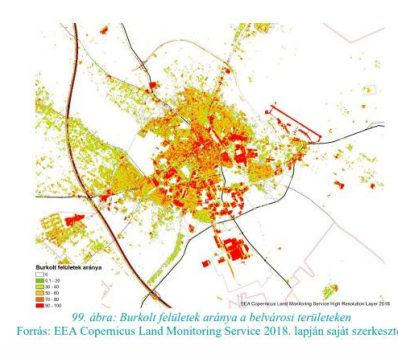 Burkolt felületek aránya
0
0.1 - 20
20 - 40
50 - 60
70 - 80
80 - 100
EEA Copernicus Land Monitoring Service High Resolution Layer 2018
99. ábra: Burkolt felületek aránya a belvárosi területeken
Forrás: EEA Copernicus Land Monitoring Service 2018. lapján saját szerkeszt